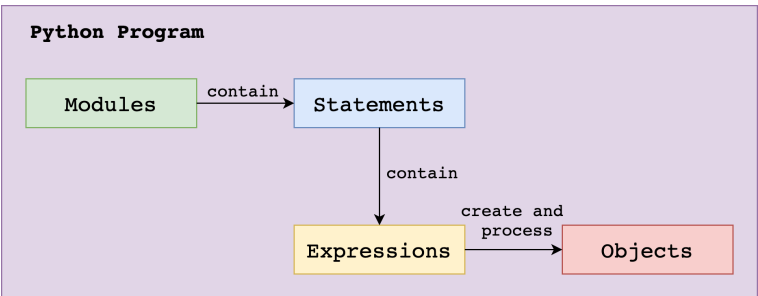 Python Program
Modules
contain
Statements
contain
create and
process
Expressions
Objects